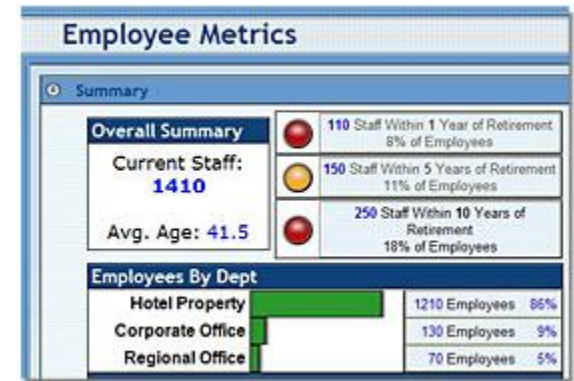 Employee Metrics
Summary
Overall Summary
Current Staff:
1410
Avg. Age: 41.5
110 Staff Within 1 Year of Retirement
8% of Employees
150 Staff Within 5 Years of Retirement
11% of Employees
250 Staff Within 10 Years of
Retirement
18% of Employees
Employees By Dept
Hotel Property 1210 Employees 86%
Corporate Office 130 Employees 9%
Regional Office 70 Employees 5%